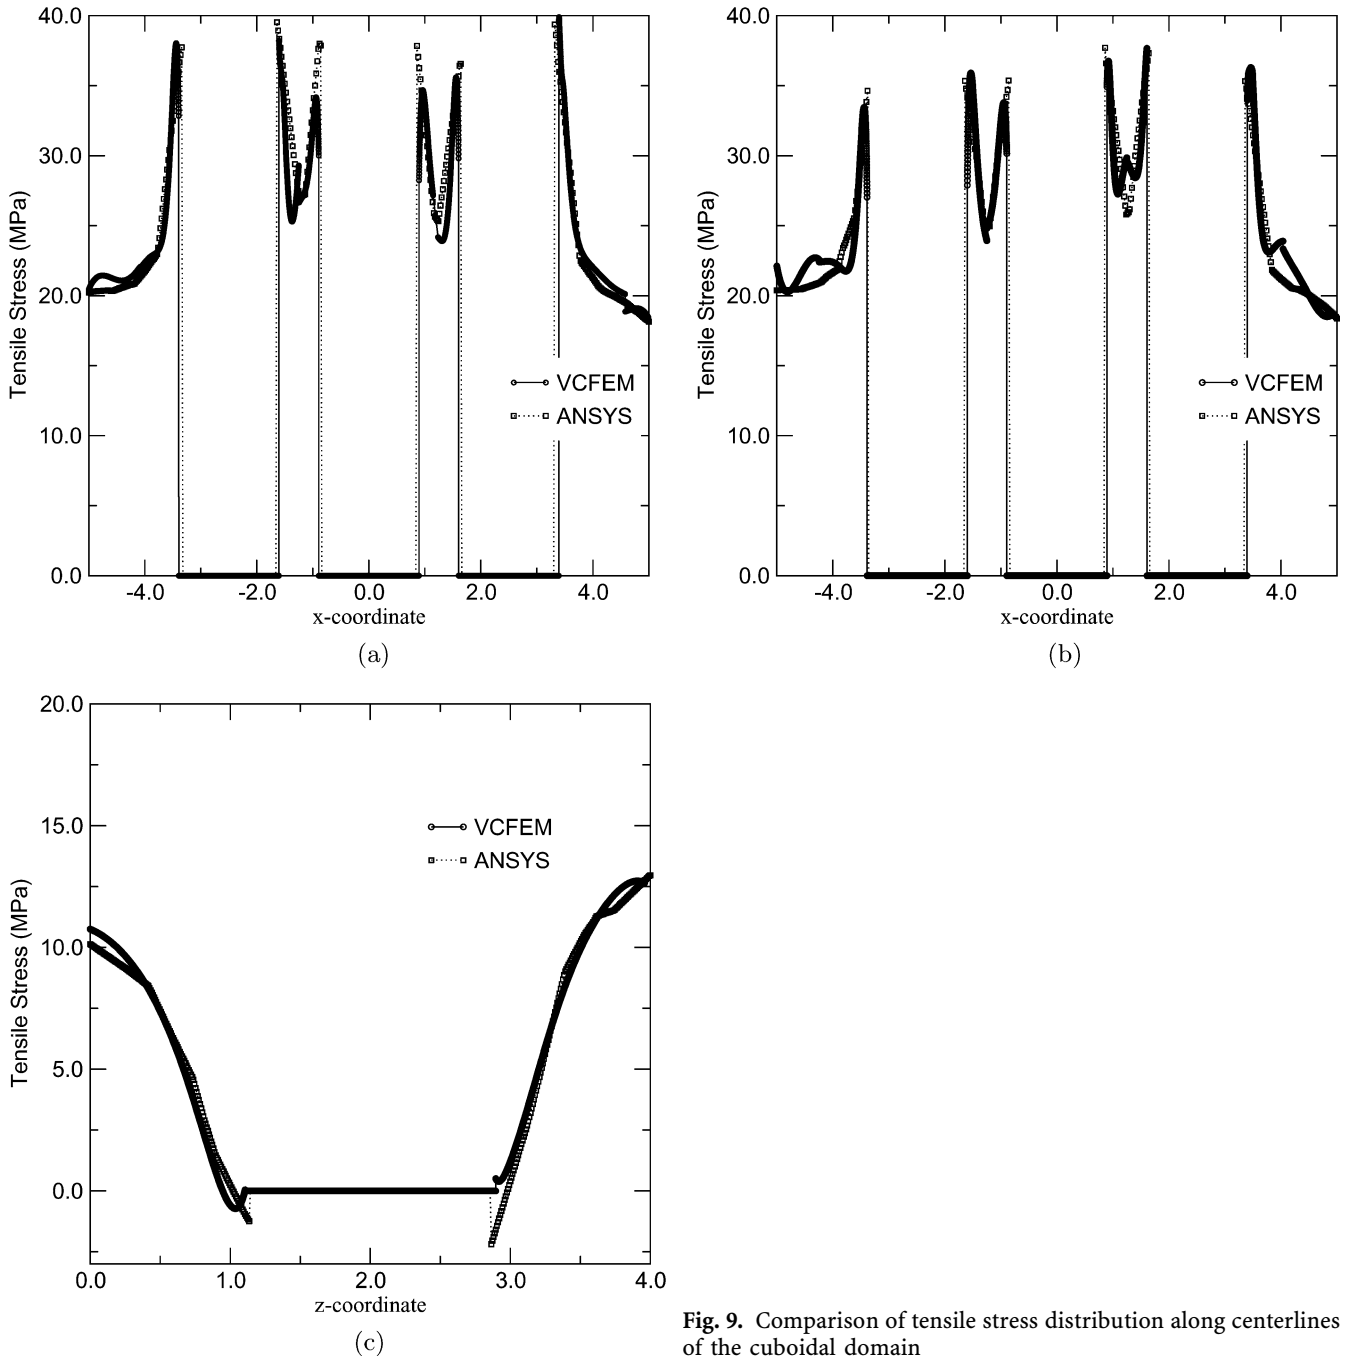 40.0
30.0
20.0
10.0
0.0
Tensile Stress (MPa)
VCFEM
ANSYS
-4.0 -2.0 0.0 2.0 4.0
x-coordinate
(a)
40.0
30.0
20.0
10.0
0.0
Tensile Stress (MPa)
VCFEM
ANSYS
-4.0 -2.0 0.0 2.0 4.0
x-coordinate
(b)
20.0
15.0
10.0
5.0
0.0
Tensile Stress (MPa)
VCFEM
ANSYS
0.0 1.0 2.0 3.0 4.0
z-coordinate
(c)
Fig. 9. Comparison of tensile stress distribution along centerlines
of the cuboidal domain